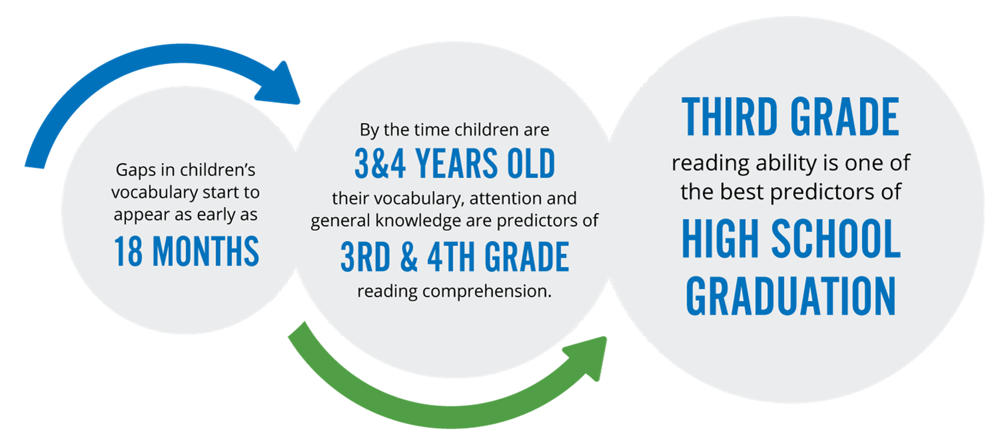 Gaps in children’s
vocabulary start to
appear as early as
18 MONTHS
By the time children are
3&4 YEARS OLD
their vocabulary, attention and
general knowledge are predictors of
3RD & 4TH GRADE
reading comprehension.
THIRD GRADE
reading ability is one of
the best predictors of
HIGH SCHOOL
GRADUATION